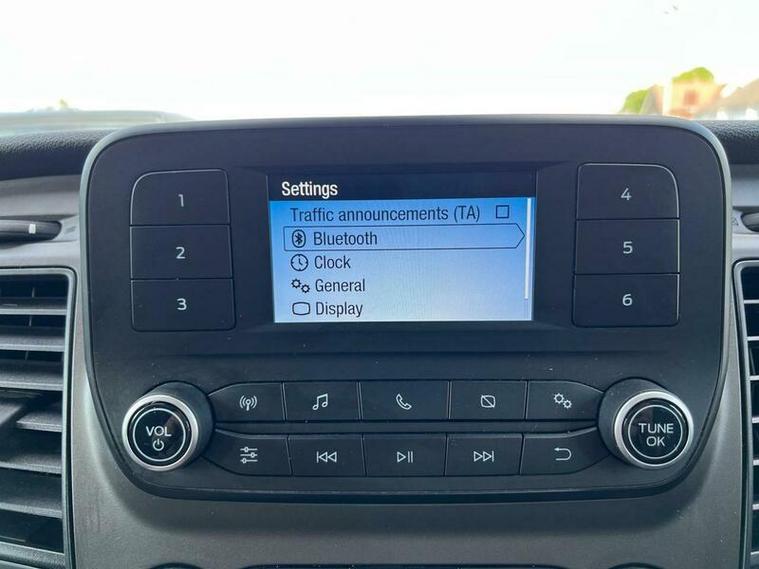 Settings
1
4
Traffic announcements (TA)
Bluetooth
2
5
Clock
General
3
6
Display
VOL
TUNE
OK